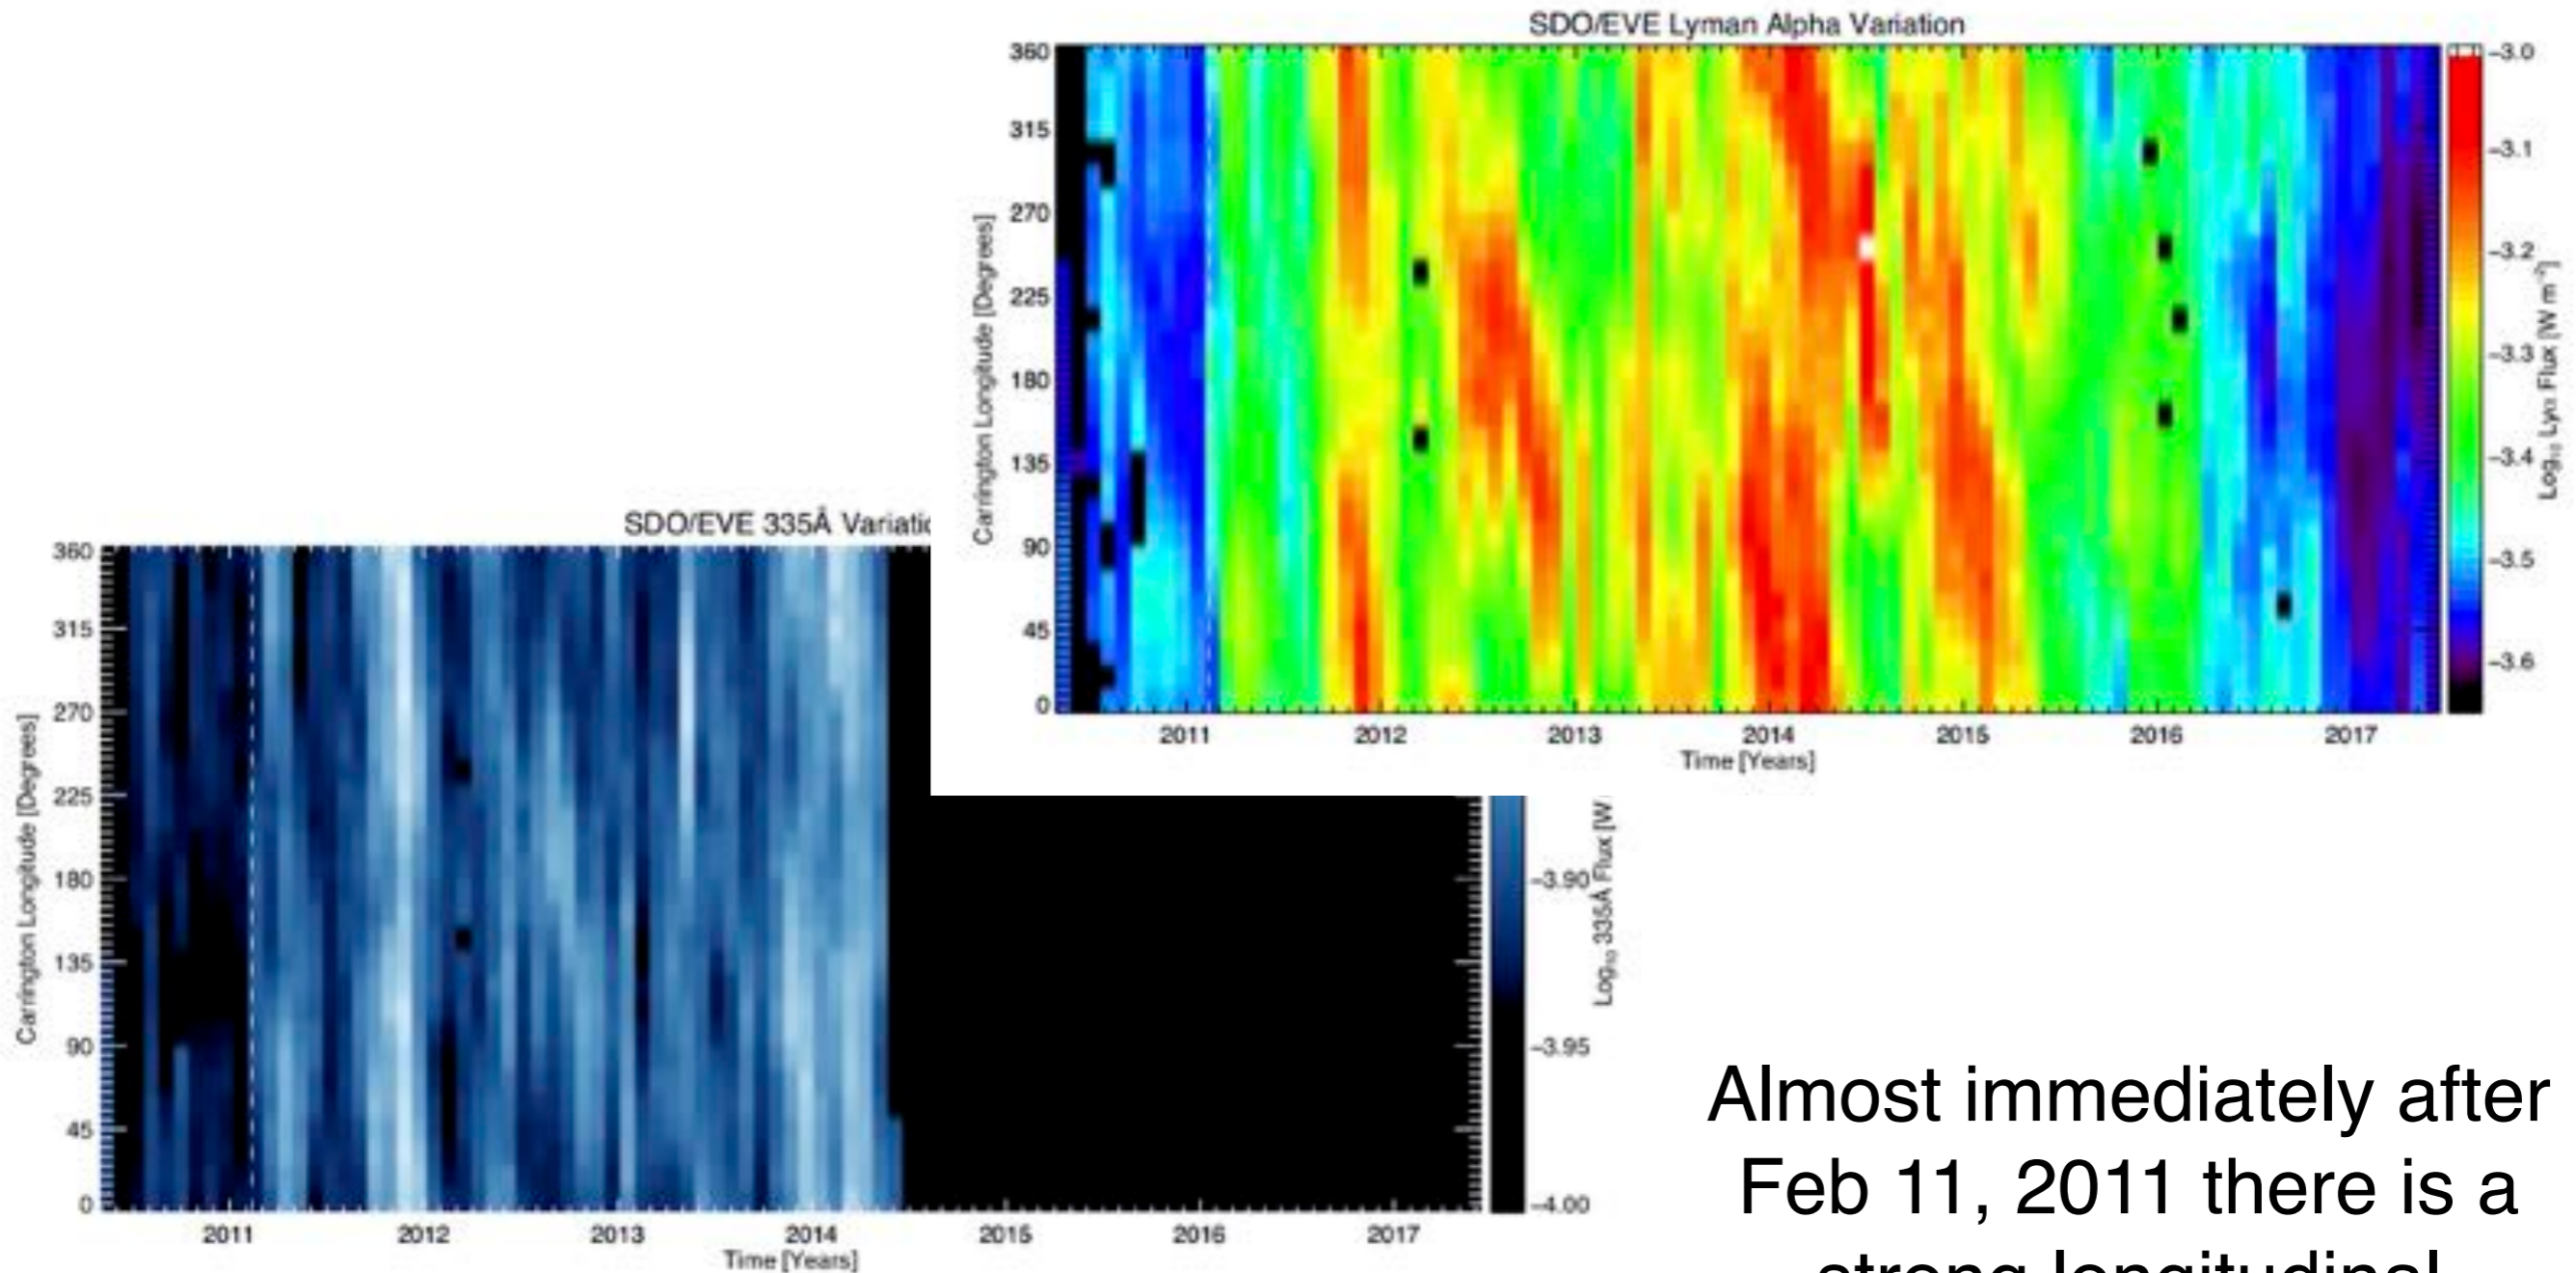 SDO/EVE Lyman Alpha Variation
360
315
270
225
180
135
90
45
0
Carrington Longitude [Degrees]
2011 2012 2013 2014 2015 2016 2017
Time [Years]
-3.0
-3.1
-3.2
-3.3
-3.4
-3.5
-3.6
Log₁₀ Lyα Flux [W m⁻²]
SDO/EVE 335Å
360
315
270
225
180
135
90
45
0
Carrington Longitude [Degrees]
2011 2012 2013 2014 2015 2016 2017
Time [Years]
-3.90
-3.95
-4.00
Log₁₀ 335Å Flux [W
Almost immediately after
Feb 11, 2011 there is a
strong longitudinal